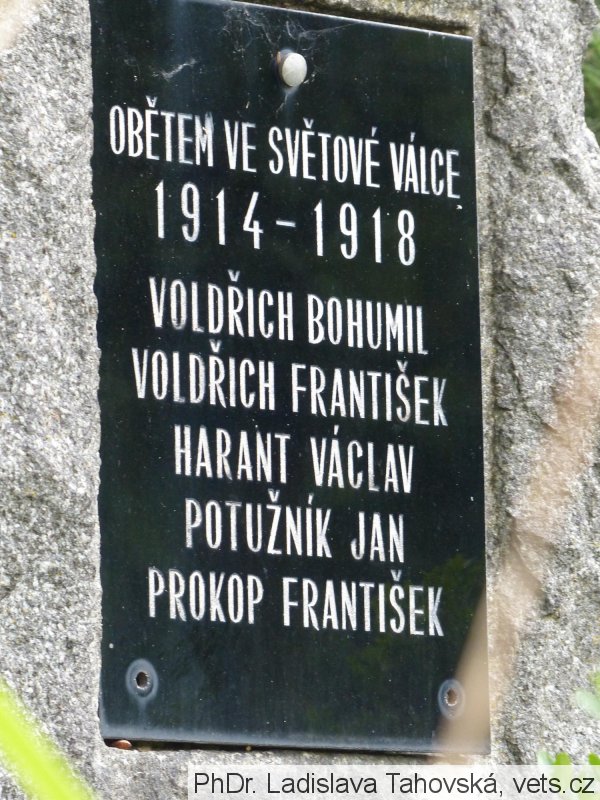 OBĚTEM VE SVĚTOVÉ VÁLCE
1914 - 1918
VOLDŘICH BOHUMIL
VOLDŘICH FRANTIŠEK
HARANT VÁCLAV
POTUŽNÍK JAN
PROKOP FRANTIŠEK
PhDr. Ladislava Tahovská, vets.cz